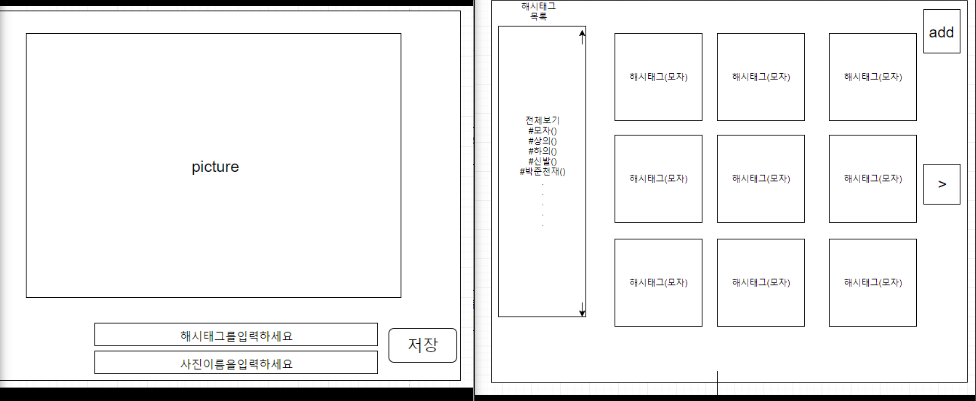 picture
해시태그를입력하세요
사진이름을입력하세요
저장
해시태그
목록
전체보기
#모자()
#상의()
#하의()
#신발()
#박준천재()
.
.
.
.
.
해시태그(모자) 해시태그(모자) 해시태그(모자)
해시태그(모자) 해시태그(모자) 해시태그(모자)
해시태그(모자) 해시태그(모자) 해시태그(모자)
add
>